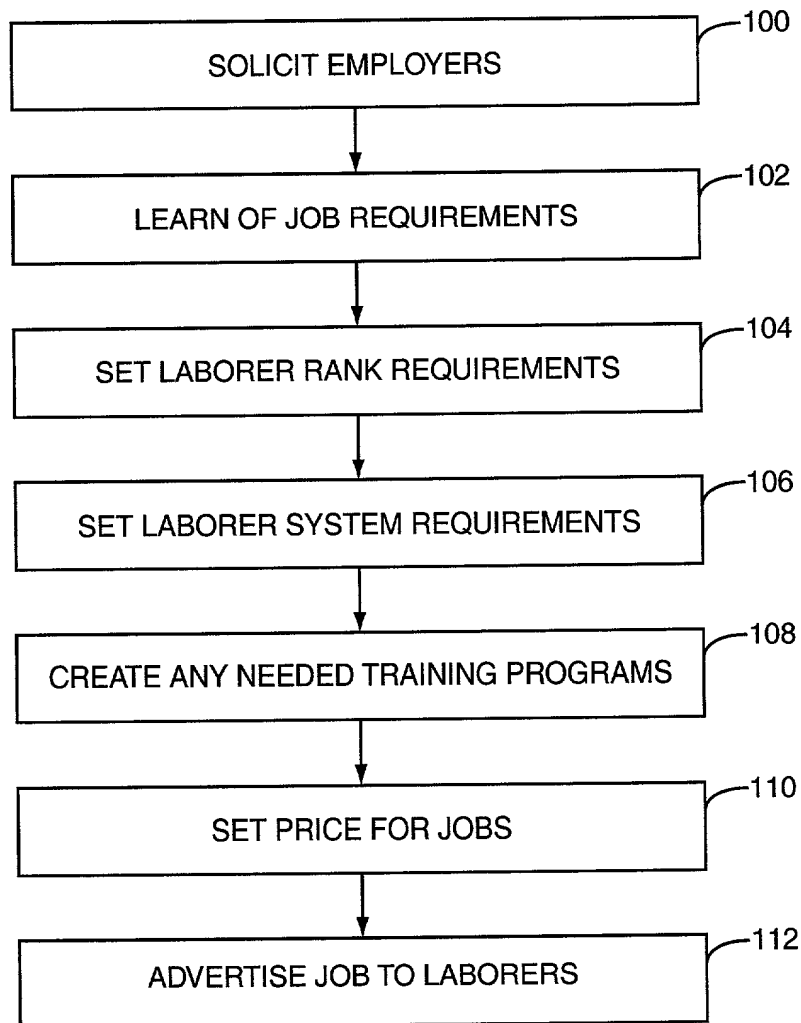 100
SOLICIT EMPLOYERS
102
LEARN OF JOB REQUIREMENTS
104
SET LABORER RANK REQUIREMENTS
106
SET LABORER SYSTEM REQUIREMENTS
108
CREATE ANY NEEDED TRAINING PROGRAMS
110
SET PRICE FOR JOBS
112
ADVERTISE JOB TO LABORERS